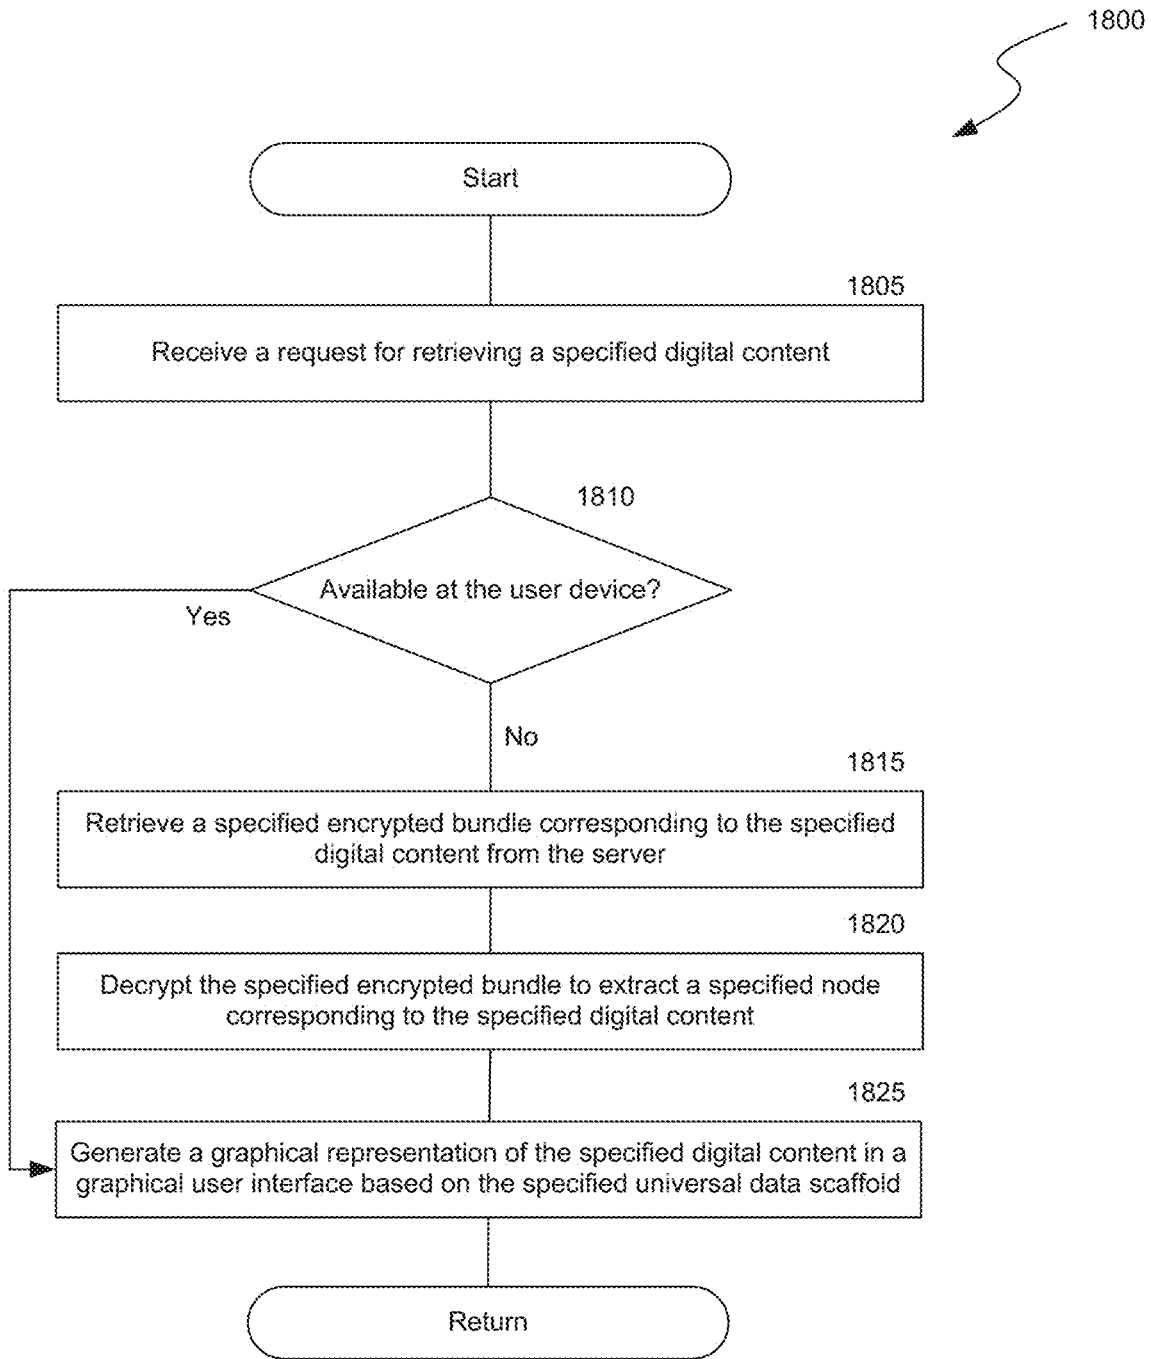 1800
Start
1805
Receive a request for retrieving a specified digital content
1810
Available at the user device?
Yes
No
1815
Retrieve a specified encrypted bundle corresponding to the specified
digital content from the server
1820
Decrypt the specified encrypted bundle to extract a specified node
corresponding to the specified digital content
1825
Generate a graphical representation of the specified digital content in a
graphical user interface based on the specified universal data scaffold
Return